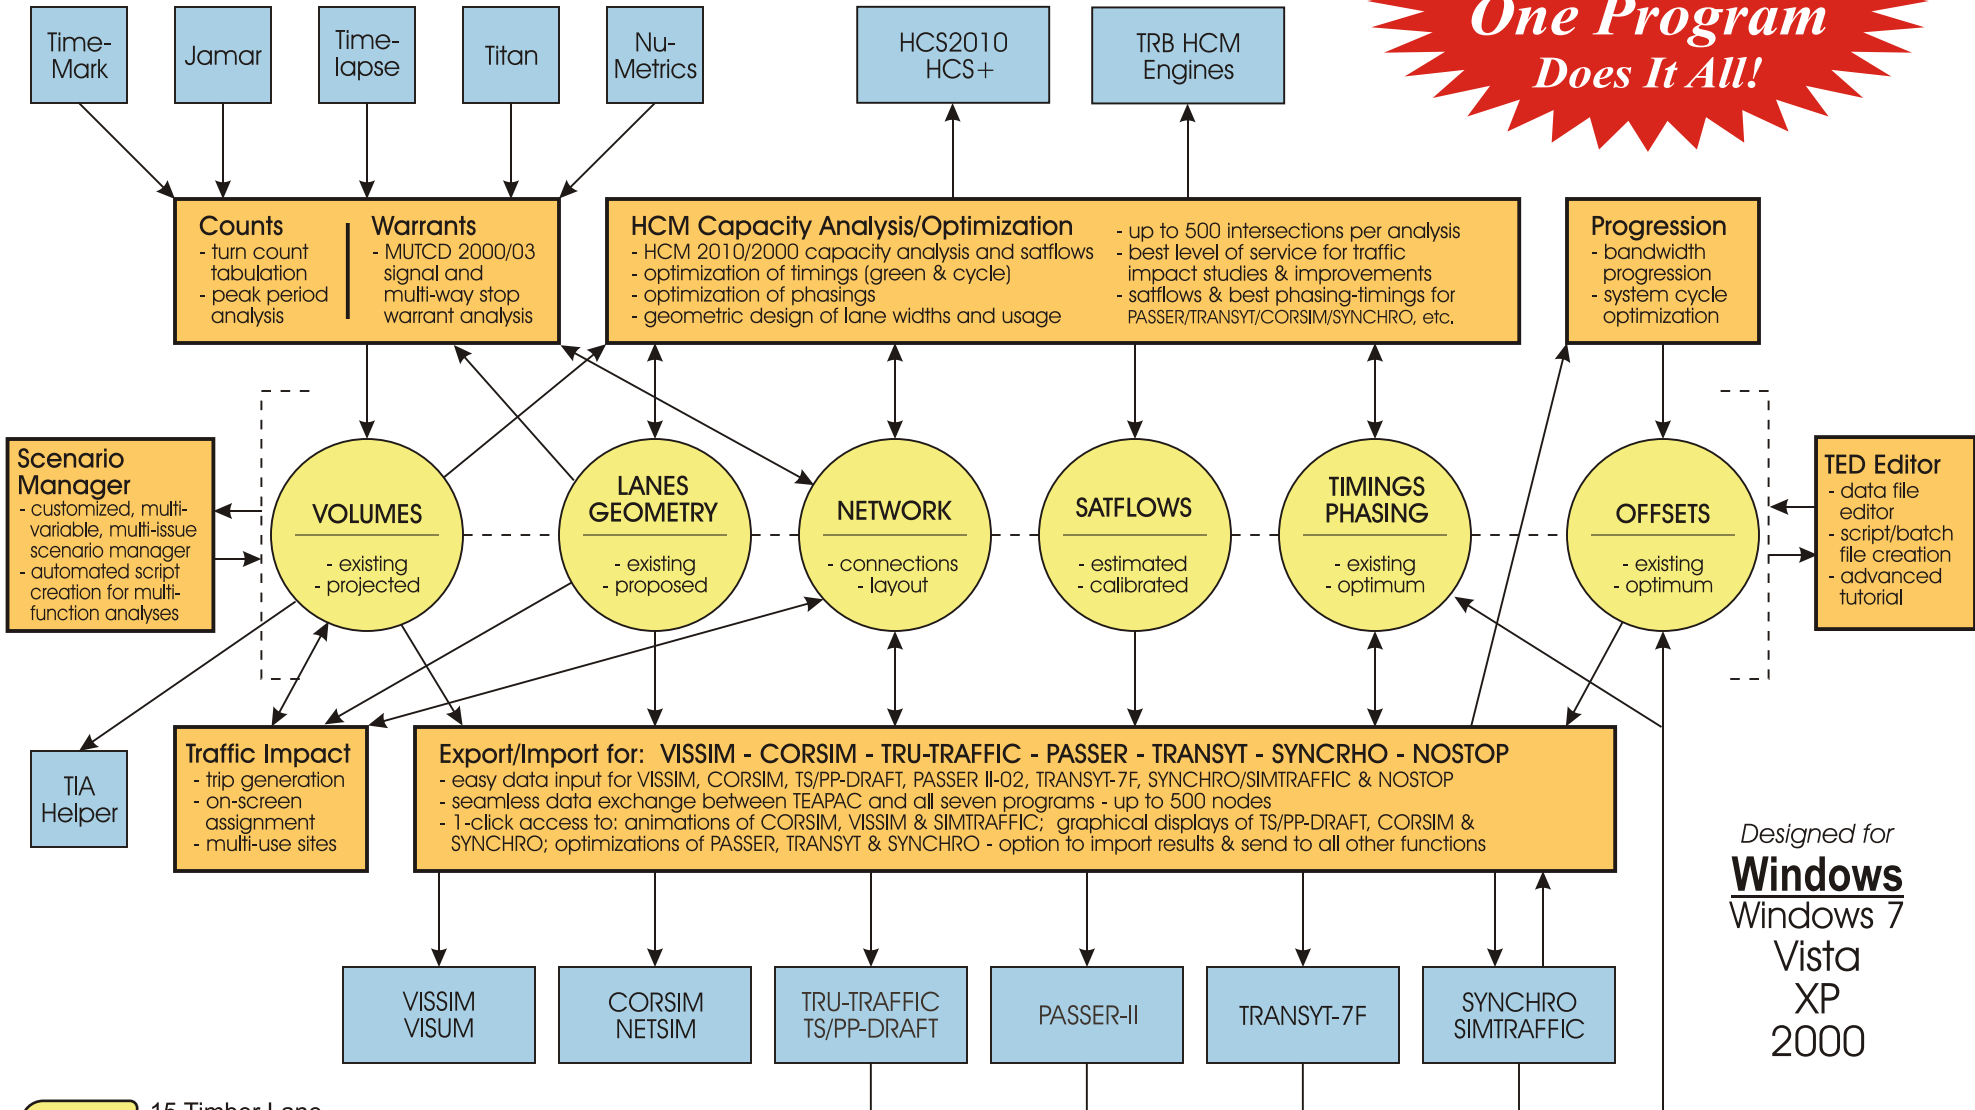 Time-
Mark
Jamar
Time-
lapse
Titan
Nu-
Metrics
HCS2010
HCS+
TRB HCM
Engines
One Program
Does It All!
Counts
- turn count
tabulation
- peak period
analysis
Warrants
- MUTCD 2000/03
signal and
multi-way stop
warrant analysis
HCM Capacity Analysis/Optimization
- HCM 2010/2000 capacity analysis and satflows
- optimization of timings (green & cycle)
- optimization of phasings
- geometric design of lane widths and usage
- up to 500 intersections per analysis
- best level of service for traffic
impact studies & improvements
- satflows & best phasing-timings for
PASSER/TRANSYT/CORSIM/SYNCHRO, etc.
Progression
- bandwidth
progression
- system cycle
optimization
Scenario
Manager
- customized, multi-
variable, multi-issue
scenario manager
- automated script
creation for multi-
function analyses
VOLUMES
- existing
- projected
LANES
GEOMETRY
- existing
- proposed
NETWORK
- connections
- layout
SATFLOWS
- estimated
- calibrated
TIMINGS
PHASING
- existing
- optimum
OFFSETS
- existing
- optimum
TED Editor
- data file
editor
- script/batch
file creation
- advanced
tutorial
TIA
Helper
Traffic Impact
- trip generation
- on-screen
assignment
- multi-use sites
Export/Import for: VISSIM - CORSIM - TRU-TRAFFIC - PASSER - TRANSYT - SYNCRHO - NOSTOP
- easy data input for VISSIM, CORSIM, TS/PP-DRAFT, PASSER II-02, TRANSYT-7F, SYNCHRO/SIMTRAFFIC & NOSTOP
- seamless data exchange between TEAPAC and all seven programs - up to 500 nodes
- 1-click access to: animations of CORSIM, VISSIM & SIMTRAFFIC; graphical displays of TS/PP-DRAFT, CORSIM &
SYNCHRO; optimizations of PASSER, TRANSYT & SYNCHRO - option to import results & send to all other functions
Designed for
Windows
Windows 7
Vista
XP
2000
VISSIM
VISUM
CORSIM
NETSIM
TRU-TRAFFIC
TS/PP-DRAFT
PASSER-II
TRANSYT-7F
SYNCHRO
SIMTRAFFIC
15 Timber Lane